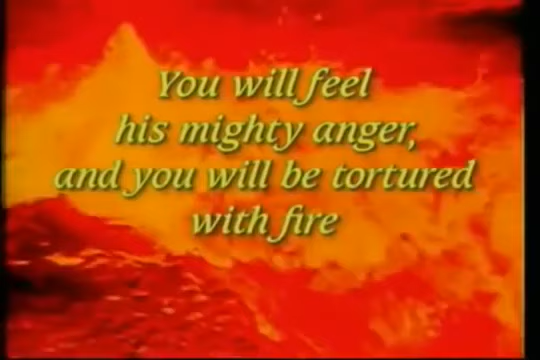 You will feel
his mighty anger,
and you will be tortured
with fire